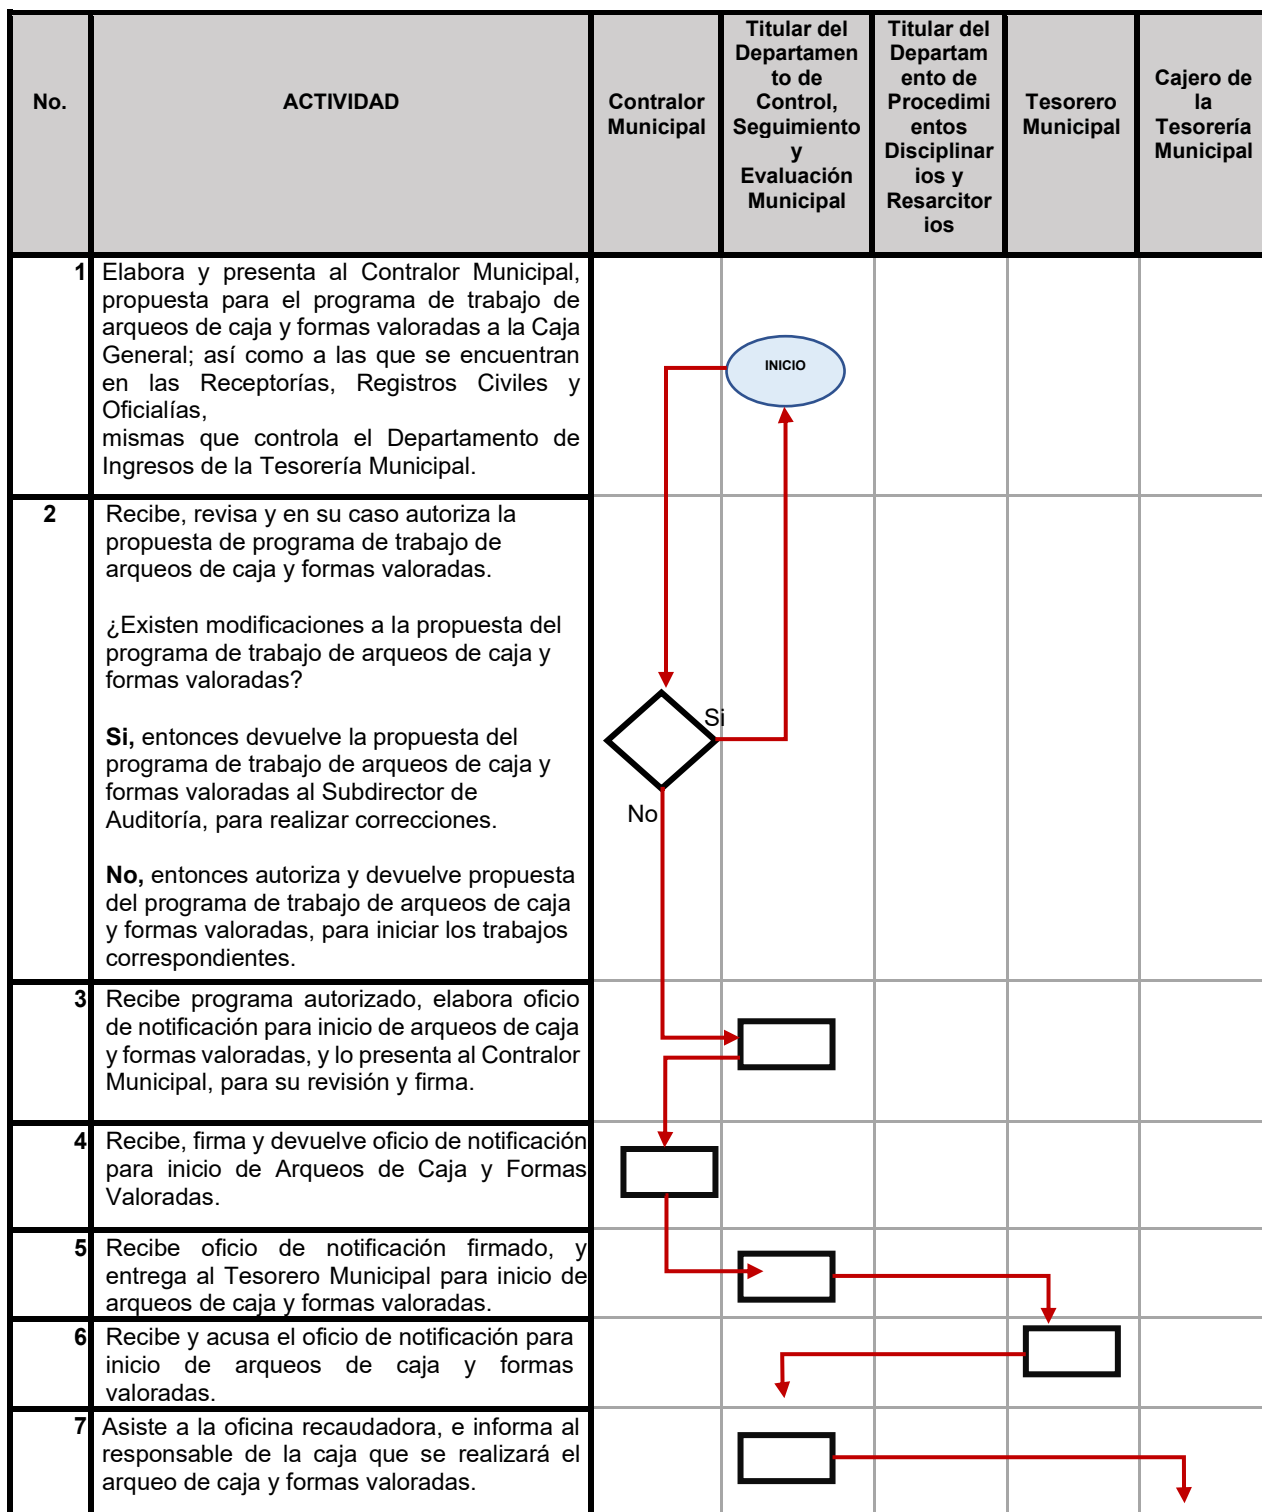 No.
ACTIVIDAD
Contralor
Municipal
Titular del
Departamen
to de
Control,
Seguimiento
y
Evaluación
Municipal
Titular del
Departam
ento de
Procedimi
entos
Disciplinar
ios y
Resarcitor
ios
Tesorero
Municipal
Cajero de
la
Tesorería
Municipal
1
Elabora y presenta al Contralor Municipal,
propuesta para el programa de trabajo de
arqueos de caja y formas valoradas a la Caja
General; así como a las que se encuentran
en las Receptorías, Registros Civiles y
Oficialías,
mismas que controla el Departamento de
Ingresos de la Tesorería Municipal.
INICIO
2
Recibe, revisa y en su caso autoriza la
propuesta de programa de trabajo de
arqueos de caja y formas valoradas.
¿Existen modificaciones a la propuesta del
programa de trabajo de arqueos de caja y
formas valoradas?
Si, entonces devuelve la propuesta del
programa de trabajo de arqueos de caja y
formas valoradas al Subdirector de
Auditoría, para realizar correcciones.
No, entonces autoriza y devuelve propuesta
del programa de trabajo de arqueos de caja
y formas valoradas, para iniciar los trabajos
correspondientes.
Si
No
3
Recibe programa autorizado, elabora oficio
de notificación para inicio de arqueos de caja
y formas valoradas, y lo presenta al Contralor
Municipal, para su revisión y firma.
4
Recibe, firma y devuelve oficio de notificación
para inicio de Arqueos de Caja y Formas
Valoradas.
5
Recibe oficio de notificación firmado, y
entrega al Tesorero Municipal para inicio de
arqueos de caja y formas valoradas.
6
Recibe y acusa el oficio de notificación para
inicio de arqueos de caja y formas
valoradas.
7
Asiste a la oficina recaudadora, e informa al
responsable de la caja que se realizará el
arqueo de caja y formas valoradas.